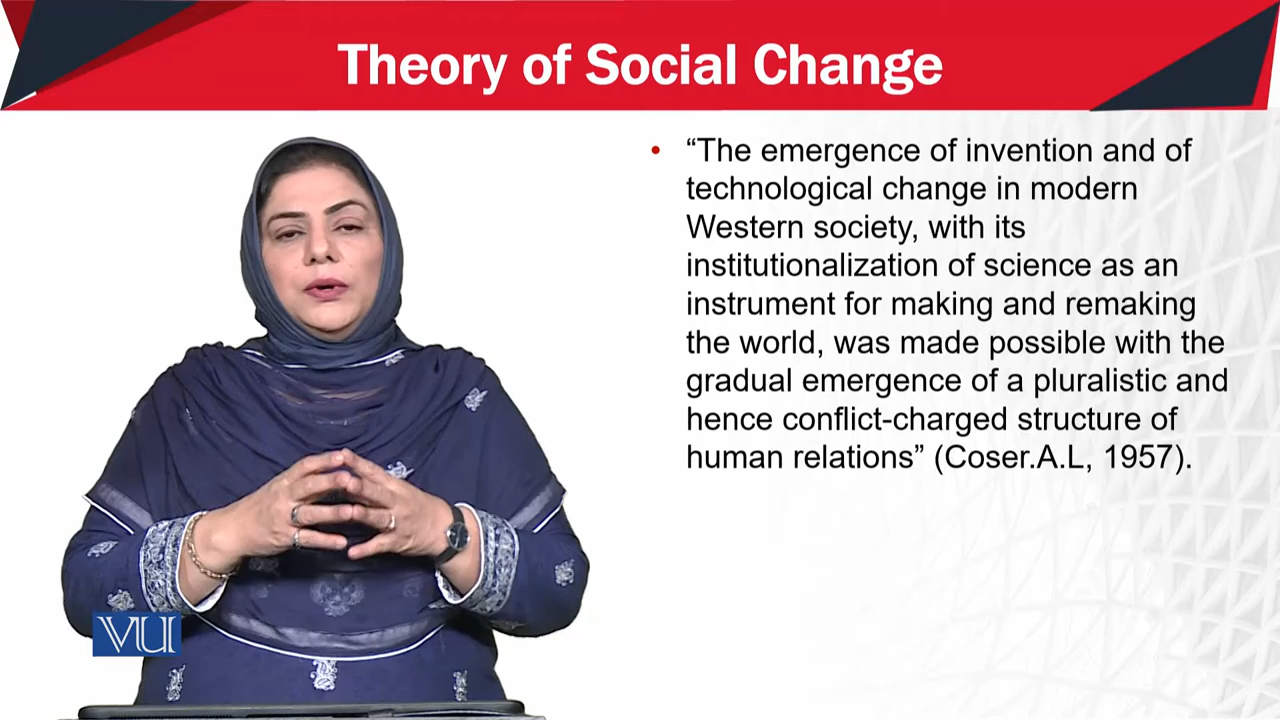 Theory of Social Change
• “The emergence of invention and of
technological change in modern
Western society, with its
institutionalization of science as an
instrument for making and remaking
the world, was made possible with the
gradual emergence of a pluralistic and
hence conflict-charged structure of
human relations” (Coser.A.L, 1957).
VU